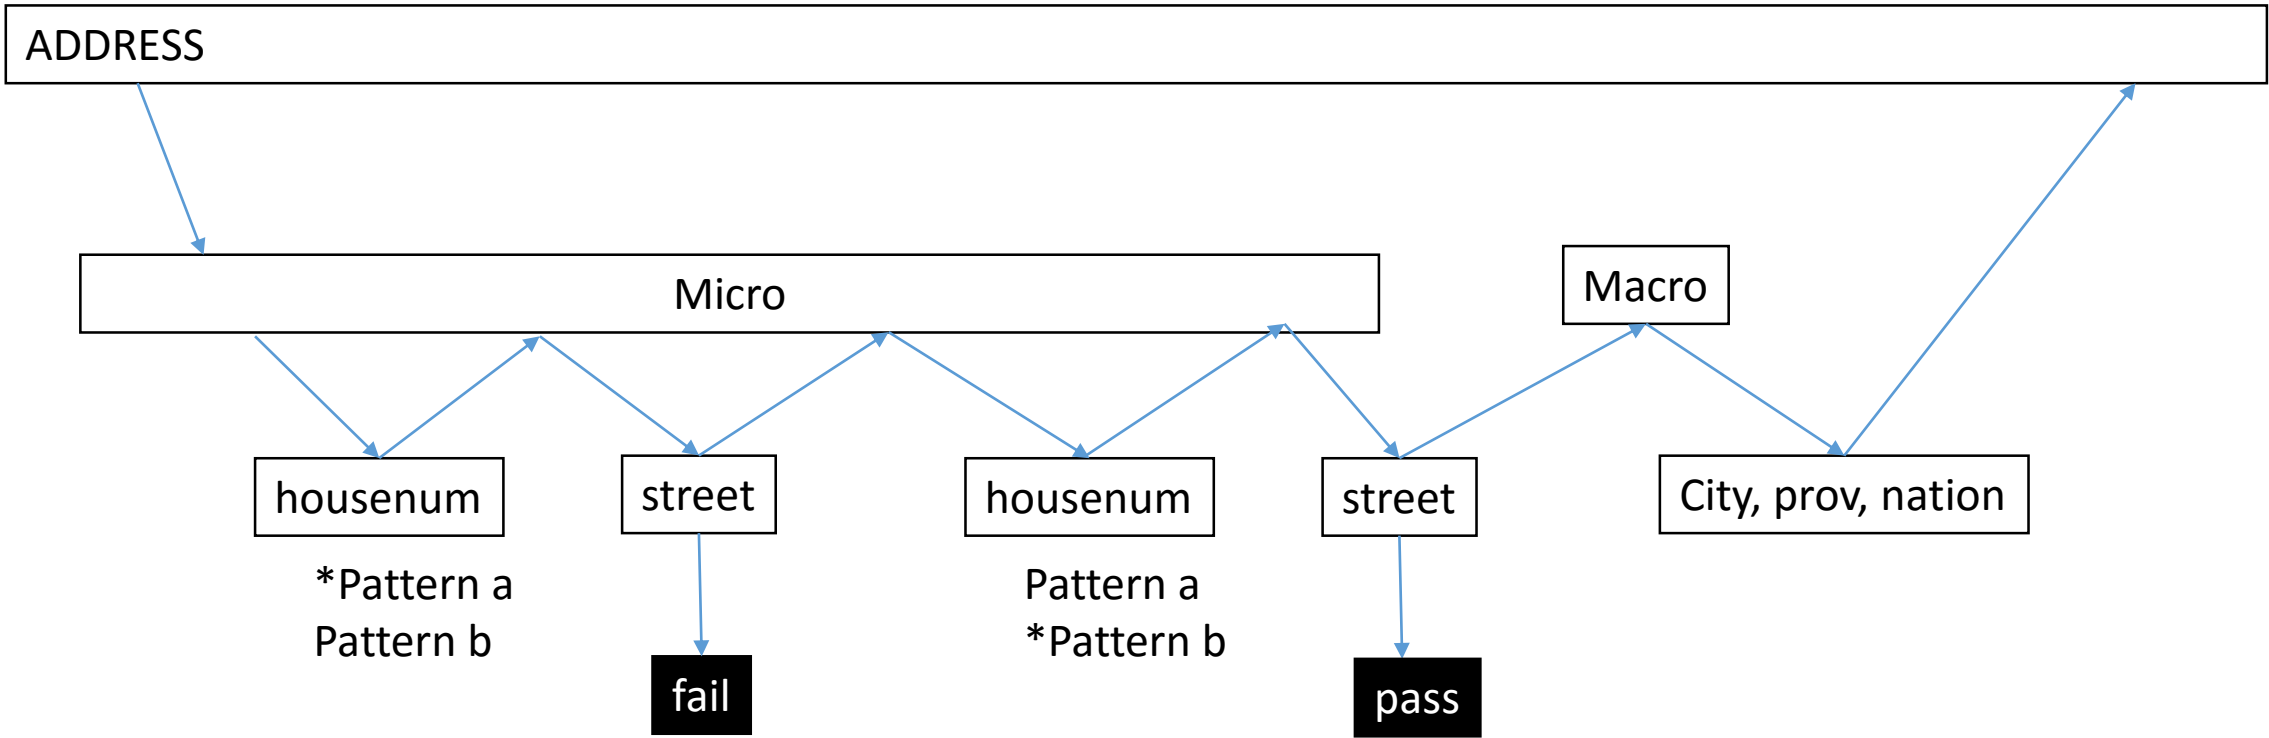 ADDRESS
Micro
Macro
housenum
street
housenum
street
City, prov, nation
*Pattern a
Pattern b
Pattern a
*Pattern b
fail
pass